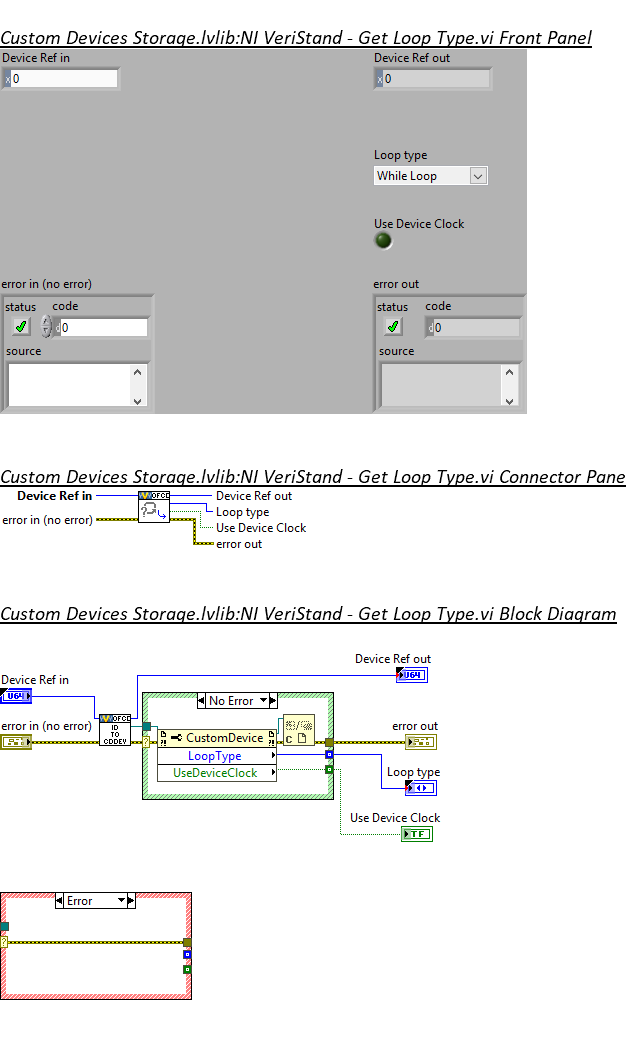 Custom Devices Storage.lvlib:NI VeriStand - Get Loop Type.vi Front Panel
Device Ref in
Device Ref out
x 0
x 0
Loop type
While Loop
Use Device Clock
error in (no error)
error out
status code
status code
d 0
d 0
source
source
Custom Devices Storage.lvlib:NI VeriStand - Get Loop Type.vi Connector Pane
Device Ref in
Device Ref out
Loop type
error in (no error)
Use Device Clock
error out
Custom Devices Storage.lvlib:NI VeriStand - Get Loop Type.vi Block Diagram
Device Ref out
U64
Device Ref in
U64
No Error
error in (no error)
ID
TO
CDDEV
CustomDevice
LoopType
UseDeviceClock
error out
Loop type
Use Device Clock
TF
Error